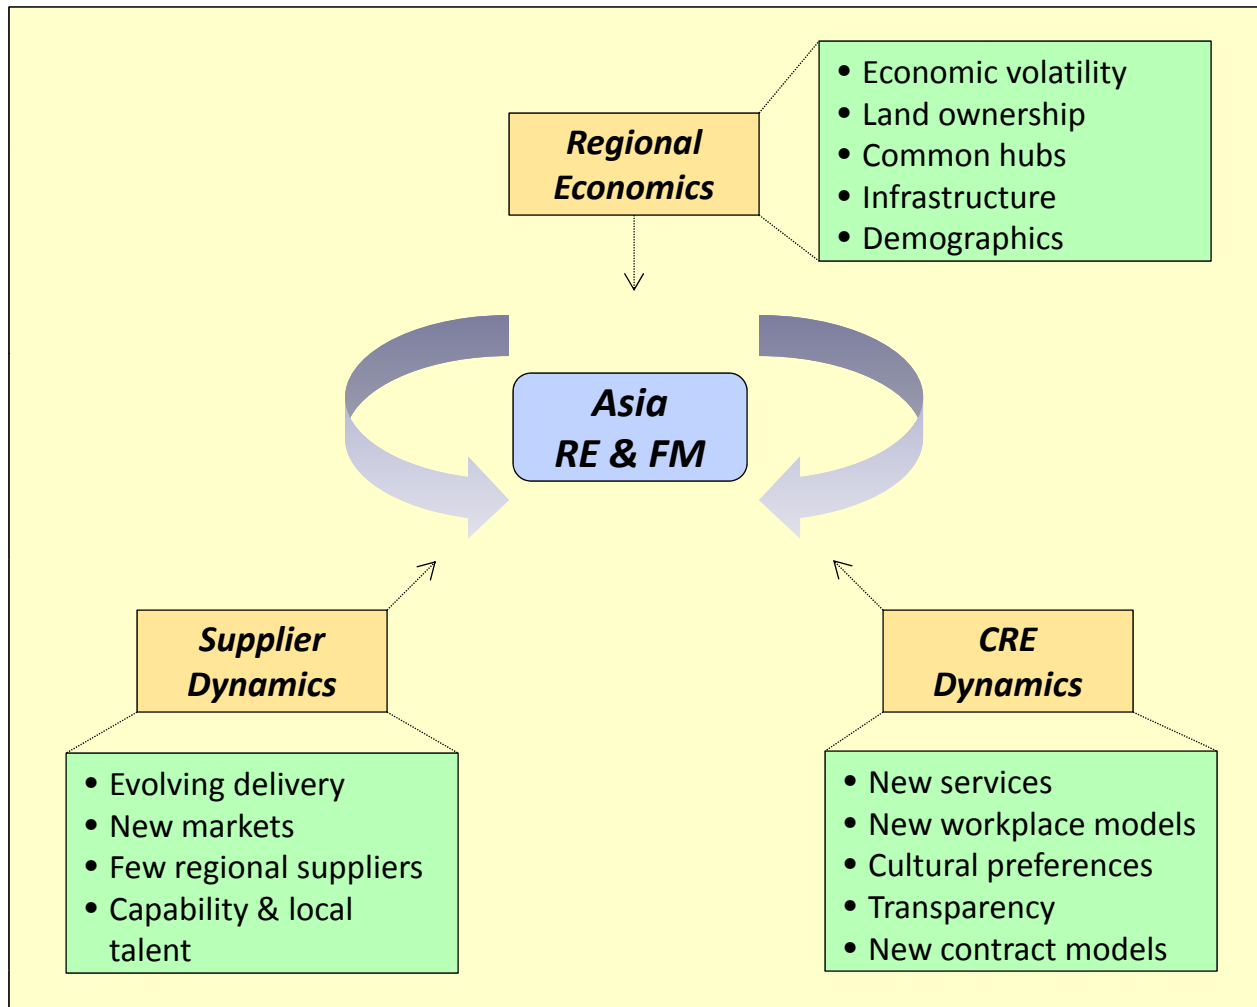 • Economic volatility
• Land ownership
• Common hubs
• Infrastructure
• Demographics
Regional
Economics
Asia
RE & FM
Supplier
Dynamics
• Evolving delivery
• New markets
• Few regional suppliers
• Capability & local
talent
CRE
Dynamics
• New services
• New workplace models
• Cultural preferences
• Transparency
• New contract models